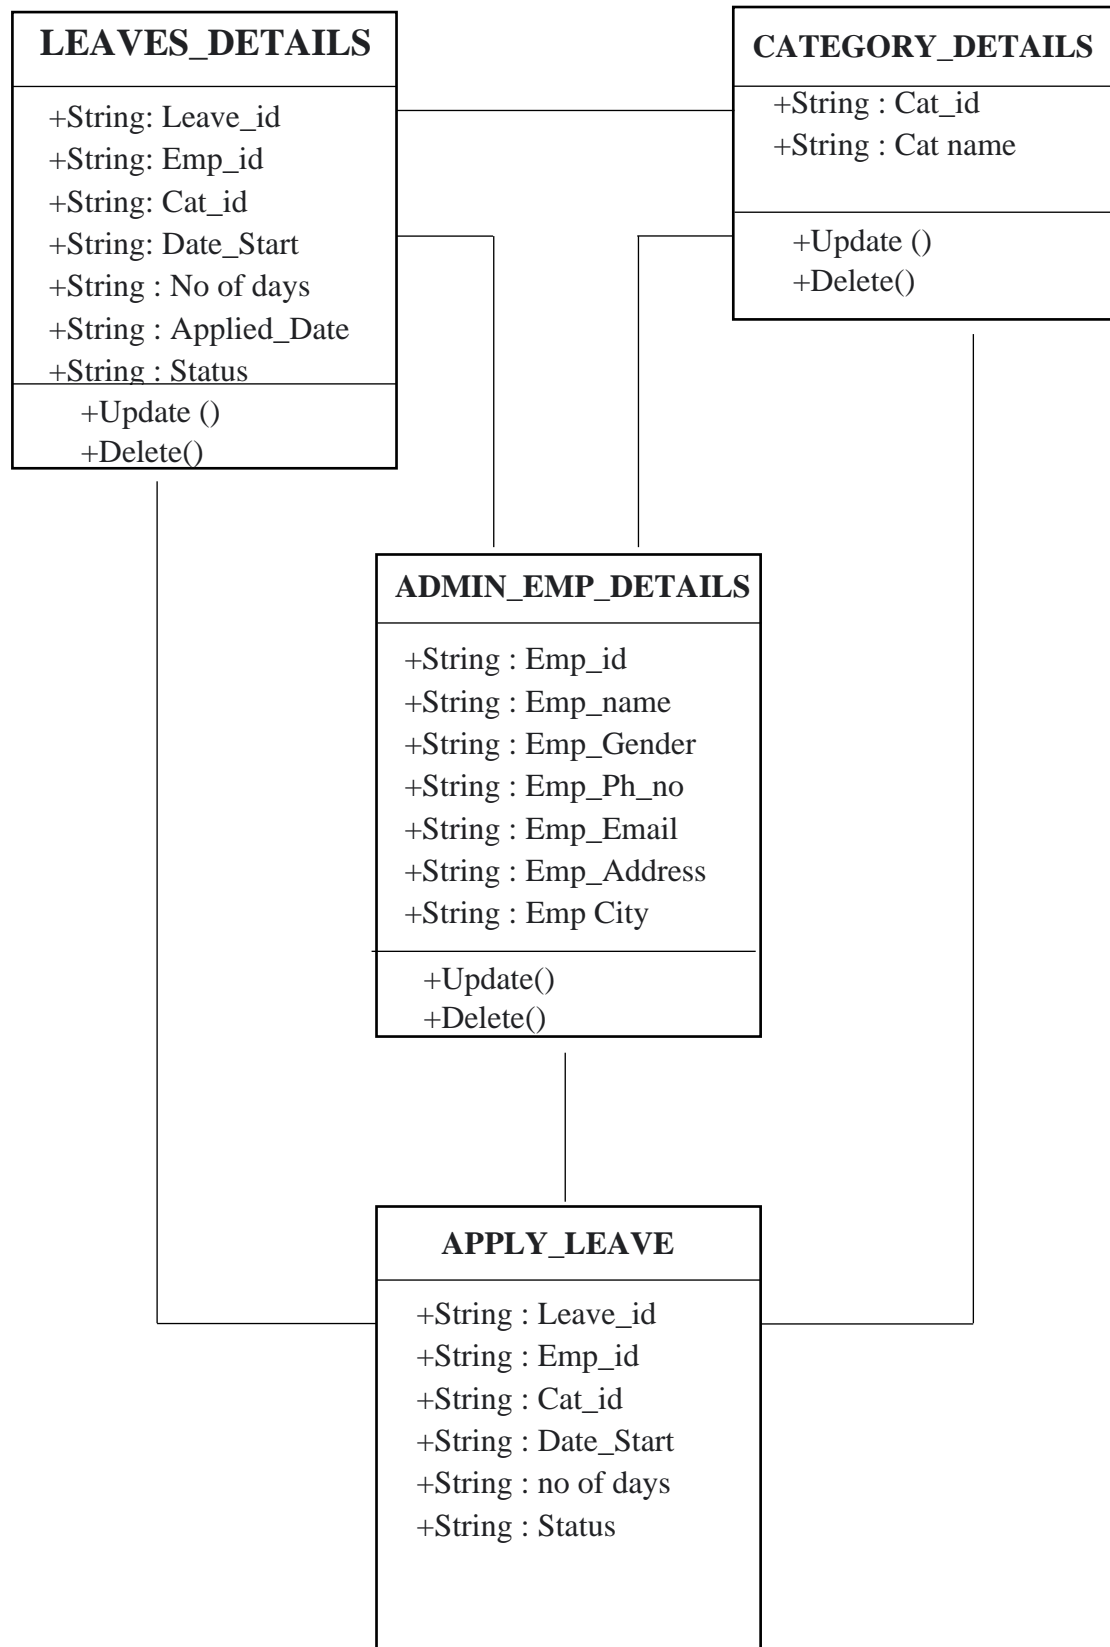 LEAVES_DETAILS
+String: Leave_id
+String: Emp_id
+String: Cat_id
+String: Date_Start
+String : No of days
+String : Applied_Date
+String : Status
+Update ()
+Delete()
CATEGORY_DETAILS
+String : Cat_id
+String : Cat name
+Update ()
+Delete()
ADMIN_EMP_DETAILS
+String : Emp_id
+String : Emp_name
+String : Emp_Gender
+String : Emp_Ph_no
+String : Emp_Email
+String : Emp_Address
+String : Emp City
+Update()
+Delete()
APPLY_LEAVE
+String : Leave_id
+String : Emp_id
+String : Cat_id
+String : Date_Start
+String : no of days
+String : Status